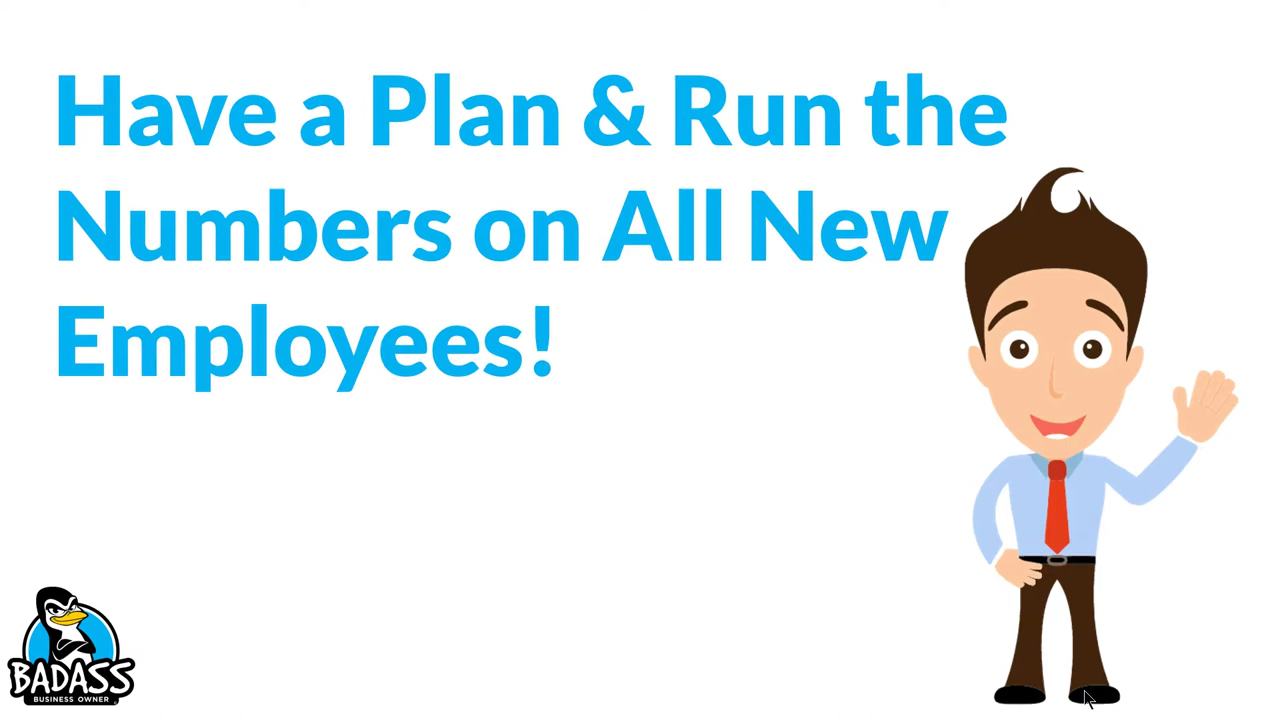 Have a Plan & Run the
Numbers on All New
Employees!
BADASS
BUSINESS OWNER